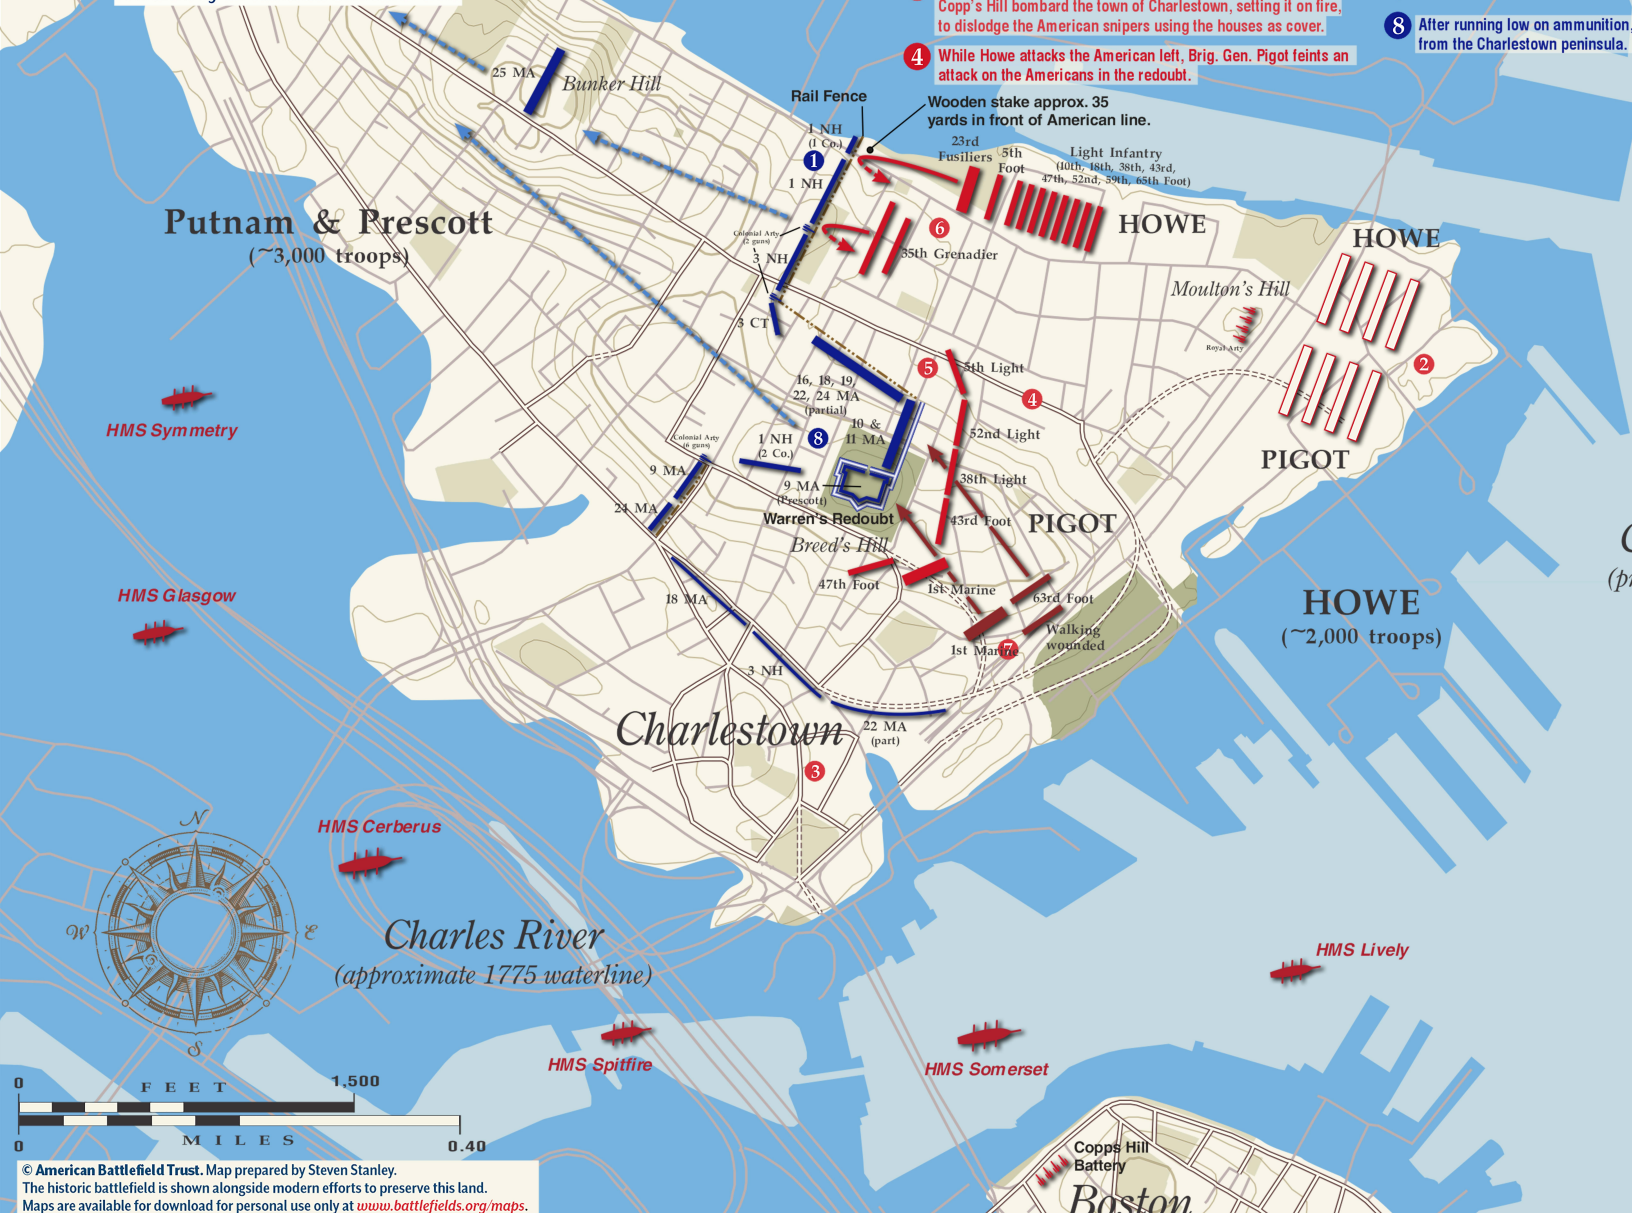 Copp's Hill bombard the town of Charlestown, setting it on fire,
to dislodge the American snipers using the houses as cover.
8 After running low on ammunition,
from the Charlestown peninsula.
4 While Howe attacks the American left, Brig. Gen. Pigot feints an
attack on the Americans in the redoubt.
25 MA
Bunker Hill
Rail Fence
Wooden stake approx. 35
yards in front of American line.
1 NH
(1 Co.)
1
1 NH
23rd
Fusiliers
5th
Foot
Light Infantry
(10th, 18th, 38th, 43rd,
47th, 52nd, 59th, 65th Foot)
HOWE
HOWE
Putnam & Prescott
(~3,000 troops)
Colonial Arty
(2 guns)
3 NH
6
35th Grenadier
Moulton's Hill
Royal Arty
3 CT
2
5
5th Light
4
16, 18, 19,
22, 24 MA
(partial)
10 &
11 MA
52nd Light
HMS Symmetry
Colonial Arty
(6 guns)
1 NH
(2 Co.)
8
PIGOT
9 MA
9 MA
(Prescott)
38th Light
24 MA
Warren's Redoubt
43rd Foot
PIGOT
Breed's Hill
47th Foot
1st Marine
63rd Foot
HMS Glasgow
18 MA
HOWE
(~2,000 troops)
Walking
wounded
1st Marine
7
3 NH
Charlestown
22 MA
(part)
3
HMS Cerberus
N
W
E
S
Charles River
(approximate 1775 waterline)
HMS Lively
HMS Spitfire
HMS Somerset
0 FEET 1,500
0 MILES 0.40
Copps Hill
Battery
Boston
© American Battlefield Trust. Map prepared by Steven Stanley.
The historic battlefield is shown alongside modern efforts to preserve this land.
Maps are available for download for personal use only at www.battlefields.org/maps.